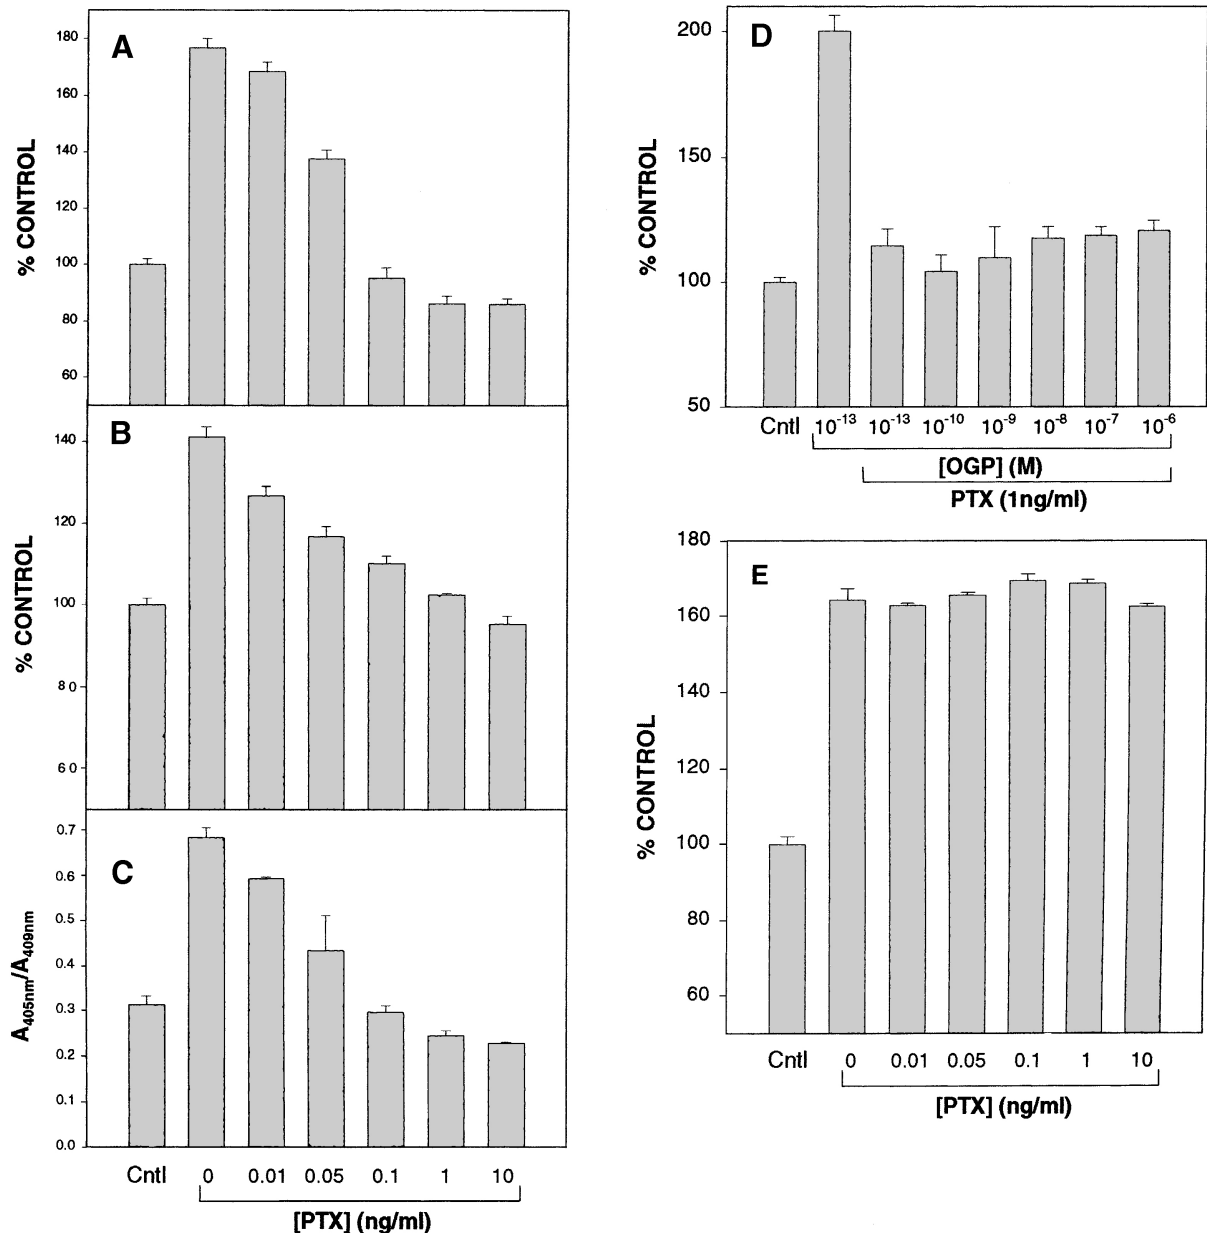 A
180
160
140
120
100
80
60
% CONTROL
B
140
120
100
80
60
% CONTROL
C
0.7
0.6
0.5
0.4
0.3
0.2
0.1
0.0
A405nm/A409nm
Cntl 0 0.01 0.05 0.1 1 10
[PTX] (ng/ml)
D
200
150
100
50
% CONTROL
Cntl 10-13 10-13 10-10 10-9 10-8 10-7 10-6
[OGP] (M)
PTX (1ng/ml)
E
180
160
140
120
100
80
60
% CONTROL
Cntl 0 0.01 0.05 0.1 1 10
[PTX] (ng/ml)